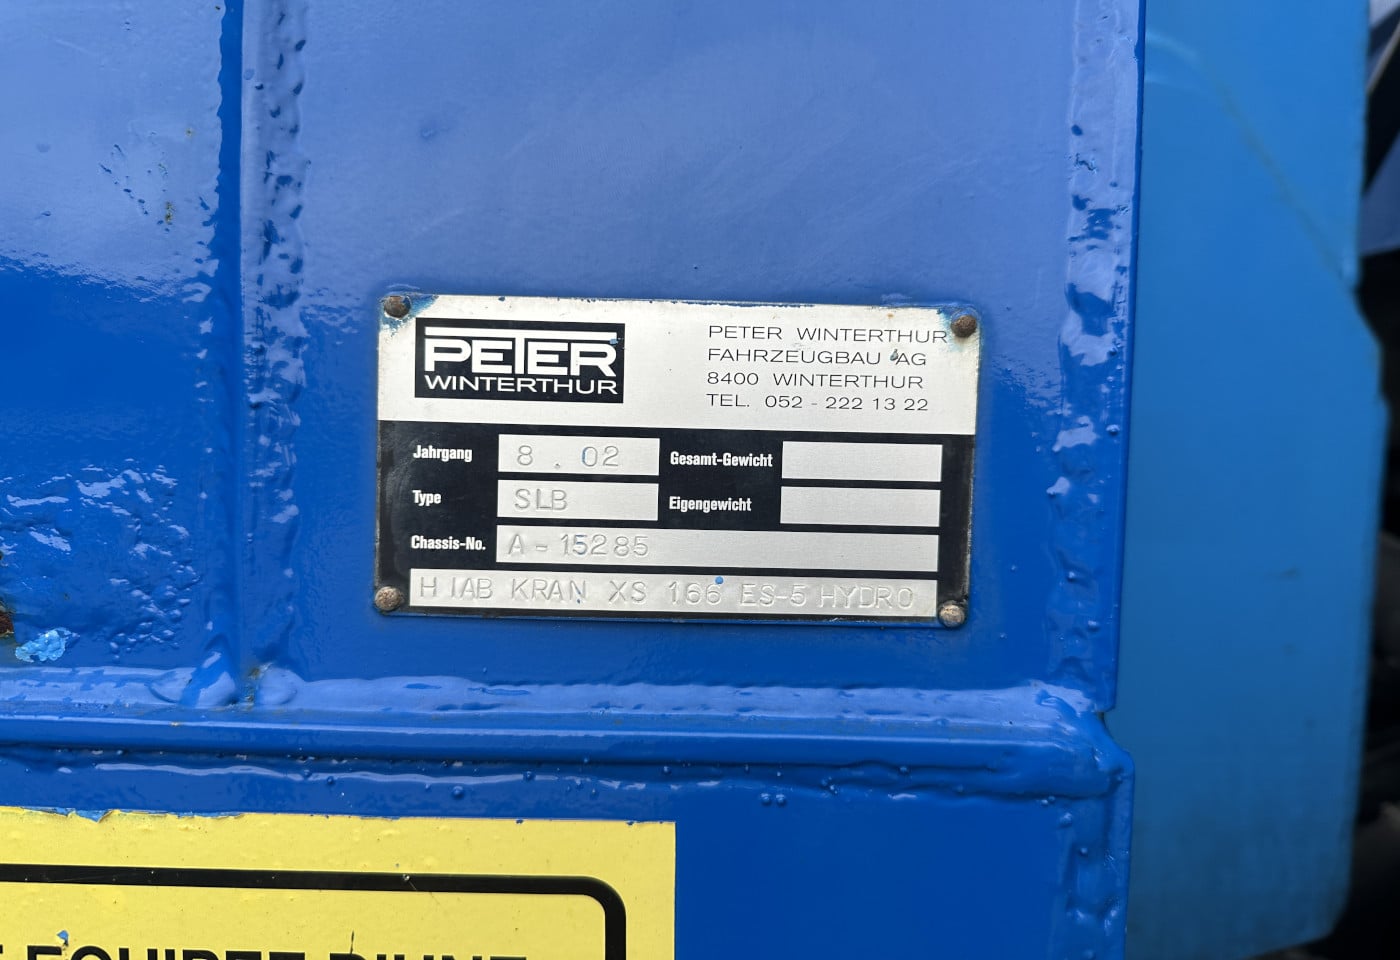 PETER
WINTERTHUR
PETER WINTERTHUR
FAHRZEUGBAU AG
8400 WINTERTHUR
TEL. 052 - 222 13 22
Jahrgang 8 . 02 Gesamt-Gewicht
Type SLB Eigengewicht
Chassis-No. A - 15285
HIAB KRAN XS 166 ES-5 HYDRO